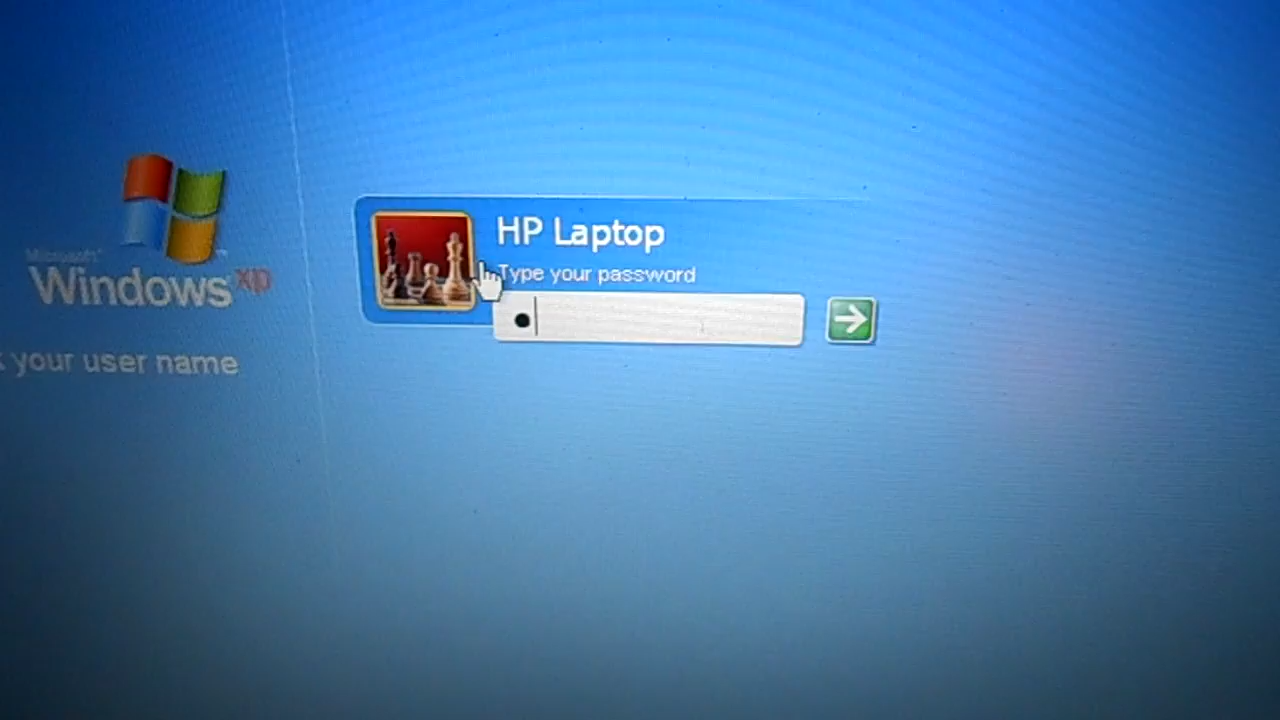 Microsoft
Windows xp
your user name
HP Laptop
Type your password